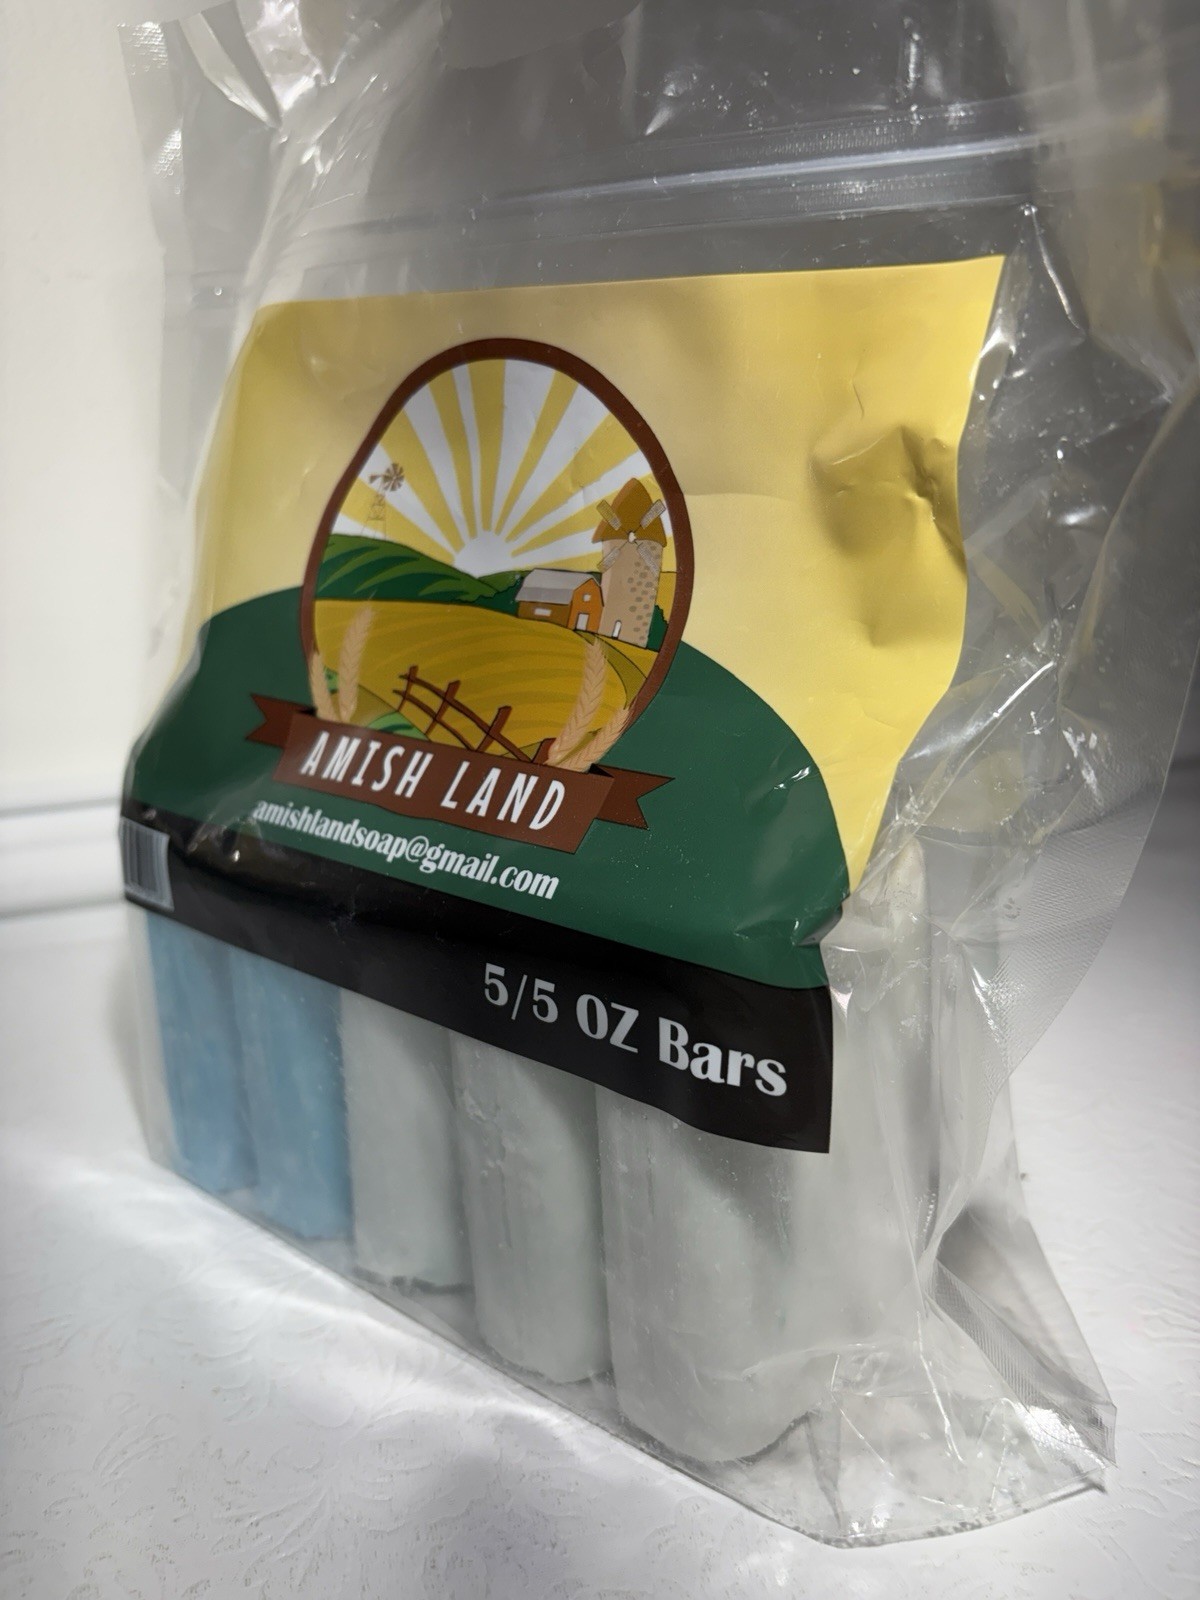 AMISH LAND
amishlandsoap@gmail.com
5/5 OZ Bars